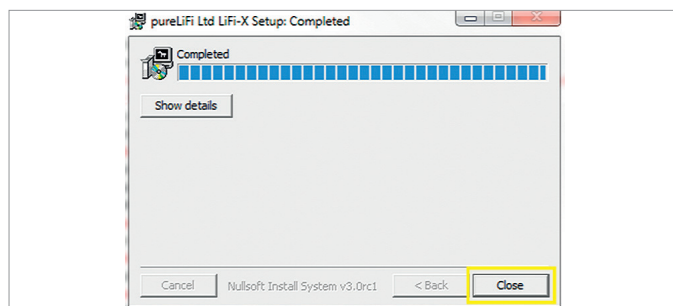 pureLiFi Ltd LiFi-X Setup: Completed
Completed
Show details
Cancel Nullsoft Install System v3.0rc1 < Back Close